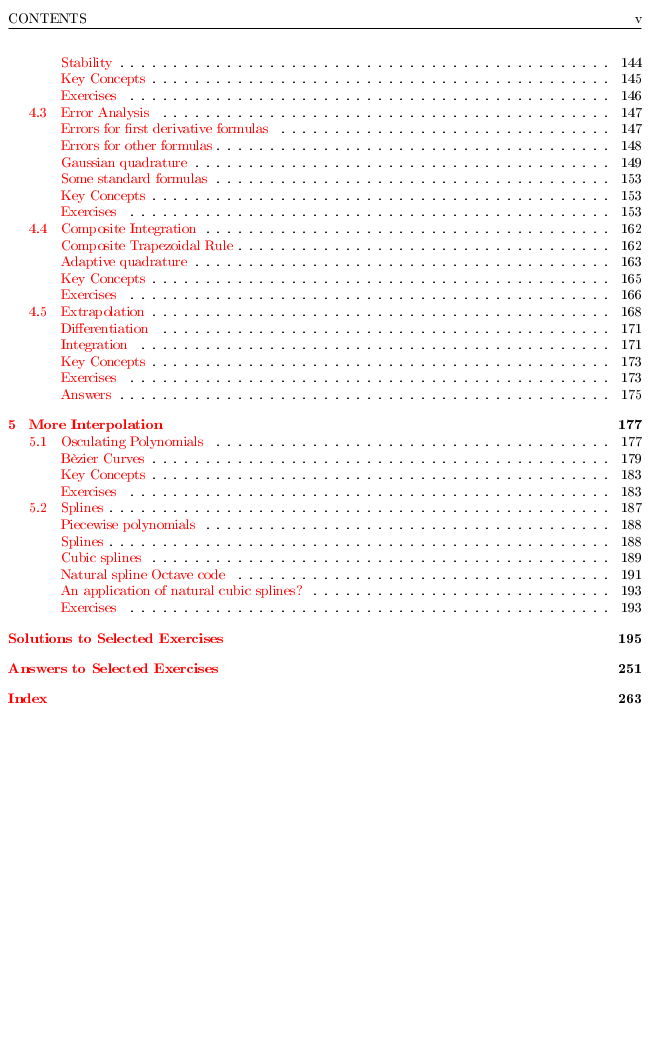 CONTENTS v
Stability . . . . . . . . . . . . . . . . . . . . . . . . . . . . . . . . . . . . . . . . . . . . . . 144
Key Concepts . . . . . . . . . . . . . . . . . . . . . . . . . . . . . . . . . . . . . . . . . . . 145
Exercises . . . . . . . . . . . . . . . . . . . . . . . . . . . . . . . . . . . . . . . . . . . . . 146
4.3 Error Analysis . . . . . . . . . . . . . . . . . . . . . . . . . . . . . . . . . . . . . . . . . . 147
Errors for first derivative formulas . . . . . . . . . . . . . . . . . . . . . . . . . . . . . . . 147
Errors for other formulas . . . . . . . . . . . . . . . . . . . . . . . . . . . . . . . . . . . . . 148
Gaussian quadrature . . . . . . . . . . . . . . . . . . . . . . . . . . . . . . . . . . . . . . . 149
Some standard formulas . . . . . . . . . . . . . . . . . . . . . . . . . . . . . . . . . . . . . 153
Key Concepts . . . . . . . . . . . . . . . . . . . . . . . . . . . . . . . . . . . . . . . . . . . 153
Exercises . . . . . . . . . . . . . . . . . . . . . . . . . . . . . . . . . . . . . . . . . . . . . 153
4.4 Composite Integration . . . . . . . . . . . . . . . . . . . . . . . . . . . . . . . . . . . . . . 162
Composite Trapezoidal Rule . . . . . . . . . . . . . . . . . . . . . . . . . . . . . . . . . . . 162
Adaptive quadrature . . . . . . . . . . . . . . . . . . . . . . . . . . . . . . . . . . . . . . . 163
Key Concepts . . . . . . . . . . . . . . . . . . . . . . . . . . . . . . . . . . . . . . . . . . . 165
Exercises . . . . . . . . . . . . . . . . . . . . . . . . . . . . . . . . . . . . . . . . . . . . . 166
4.5 Extrapolation . . . . . . . . . . . . . . . . . . . . . . . . . . . . . . . . . . . . . . . . . . . 168
Differentiation . . . . . . . . . . . . . . . . . . . . . . . . . . . . . . . . . . . . . . . . . . 171
Integration . . . . . . . . . . . . . . . . . . . . . . . . . . . . . . . . . . . . . . . . . . . . 171
Key Concepts . . . . . . . . . . . . . . . . . . . . . . . . . . . . . . . . . . . . . . . . . . . 173
Exercises . . . . . . . . . . . . . . . . . . . . . . . . . . . . . . . . . . . . . . . . . . . . . 173
Answers . . . . . . . . . . . . . . . . . . . . . . . . . . . . . . . . . . . . . . . . . . . . . . 175
5 More Interpolation 177
5.1 Osculating Polynomials . . . . . . . . . . . . . . . . . . . . . . . . . . . . . . . . . . . . . 177
Bèzier Curves . . . . . . . . . . . . . . . . . . . . . . . . . . . . . . . . . . . . . . . . . . . 179
Key Concepts . . . . . . . . . . . . . . . . . . . . . . . . . . . . . . . . . . . . . . . . . . . 183
Exercises . . . . . . . . . . . . . . . . . . . . . . . . . . . . . . . . . . . . . . . . . . . . . 183
5.2 Splines . . . . . . . . . . . . . . . . . . . . . . . . . . . . . . . . . . . . . . . . . . . . . . . 187
Piecewise polynomials . . . . . . . . . . . . . . . . . . . . . . . . . . . . . . . . . . . . . . 188
Splines . . . . . . . . . . . . . . . . . . . . . . . . . . . . . . . . . . . . . . . . . . . . . . . 188
Cubic splines . . . . . . . . . . . . . . . . . . . . . . . . . . . . . . . . . . . . . . . . . . . 189
Natural spline Octave code . . . . . . . . . . . . . . . . . . . . . . . . . . . . . . . . . . . 191
An application of natural cubic splines? . . . . . . . . . . . . . . . . . . . . . . . . . . . . 193
Exercises . . . . . . . . . . . . . . . . . . . . . . . . . . . . . . . . . . . . . . . . . . . . . 193
Solutions to Selected Exercises 195
Answers to Selected Exercises 251
Index 263